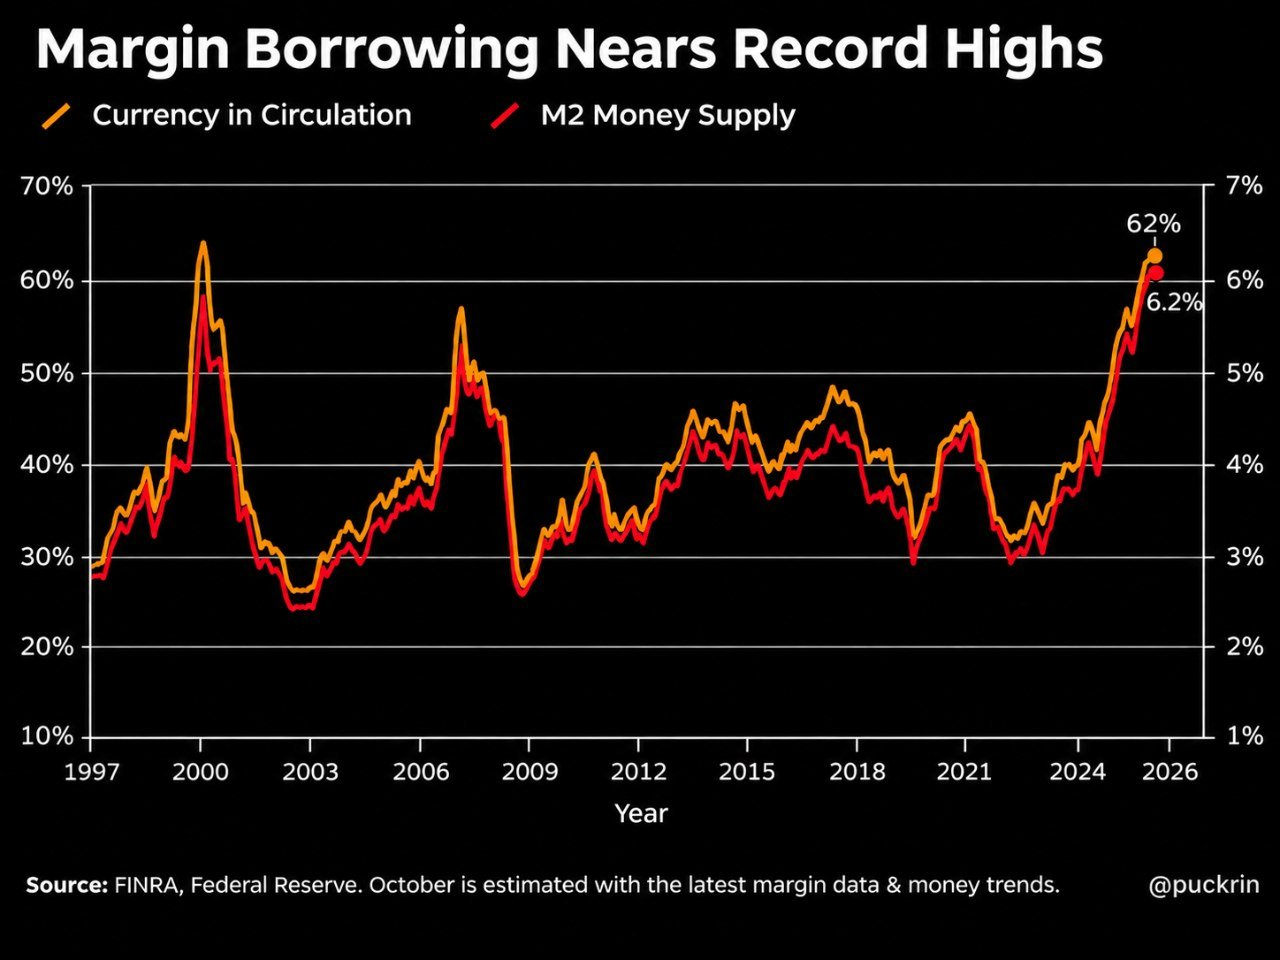 Margin Borrowing Nears Record Highs
Currency in Circulation M2 Money Supply
70% 7%
62%
60% 6%
6.2%
50% 5%
40% 4%
30% 3%
20% 2%
10% 1%
1997 2000 2003 2006 2009 2012 2015 2018 2021 2024 2026
Year
Source: FINRA, Federal Reserve. October is estimated with the latest margin data & money trends. @puckrin